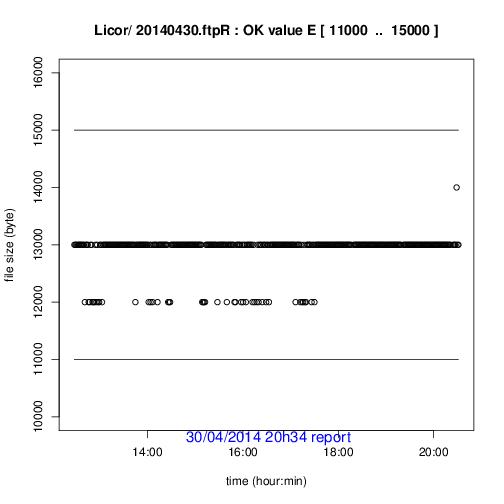 Licor/ 20140430.ftpR : OK value E [ 11000 .. 15000 ]
file size (byte)
16000
15000
14000
13000
12000
11000
10000
14:00
16:00
18:00
20:00
30/04/2014 20h34 report
time (hour:min)